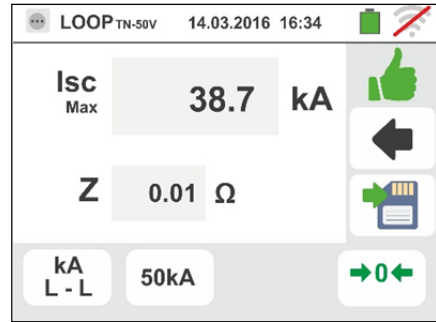 LOOP TN-50V 14.03.2016 16:34
Isc 38.7 kA
Max
Z 0.01 Ω
kA 50kA →0←
L - L